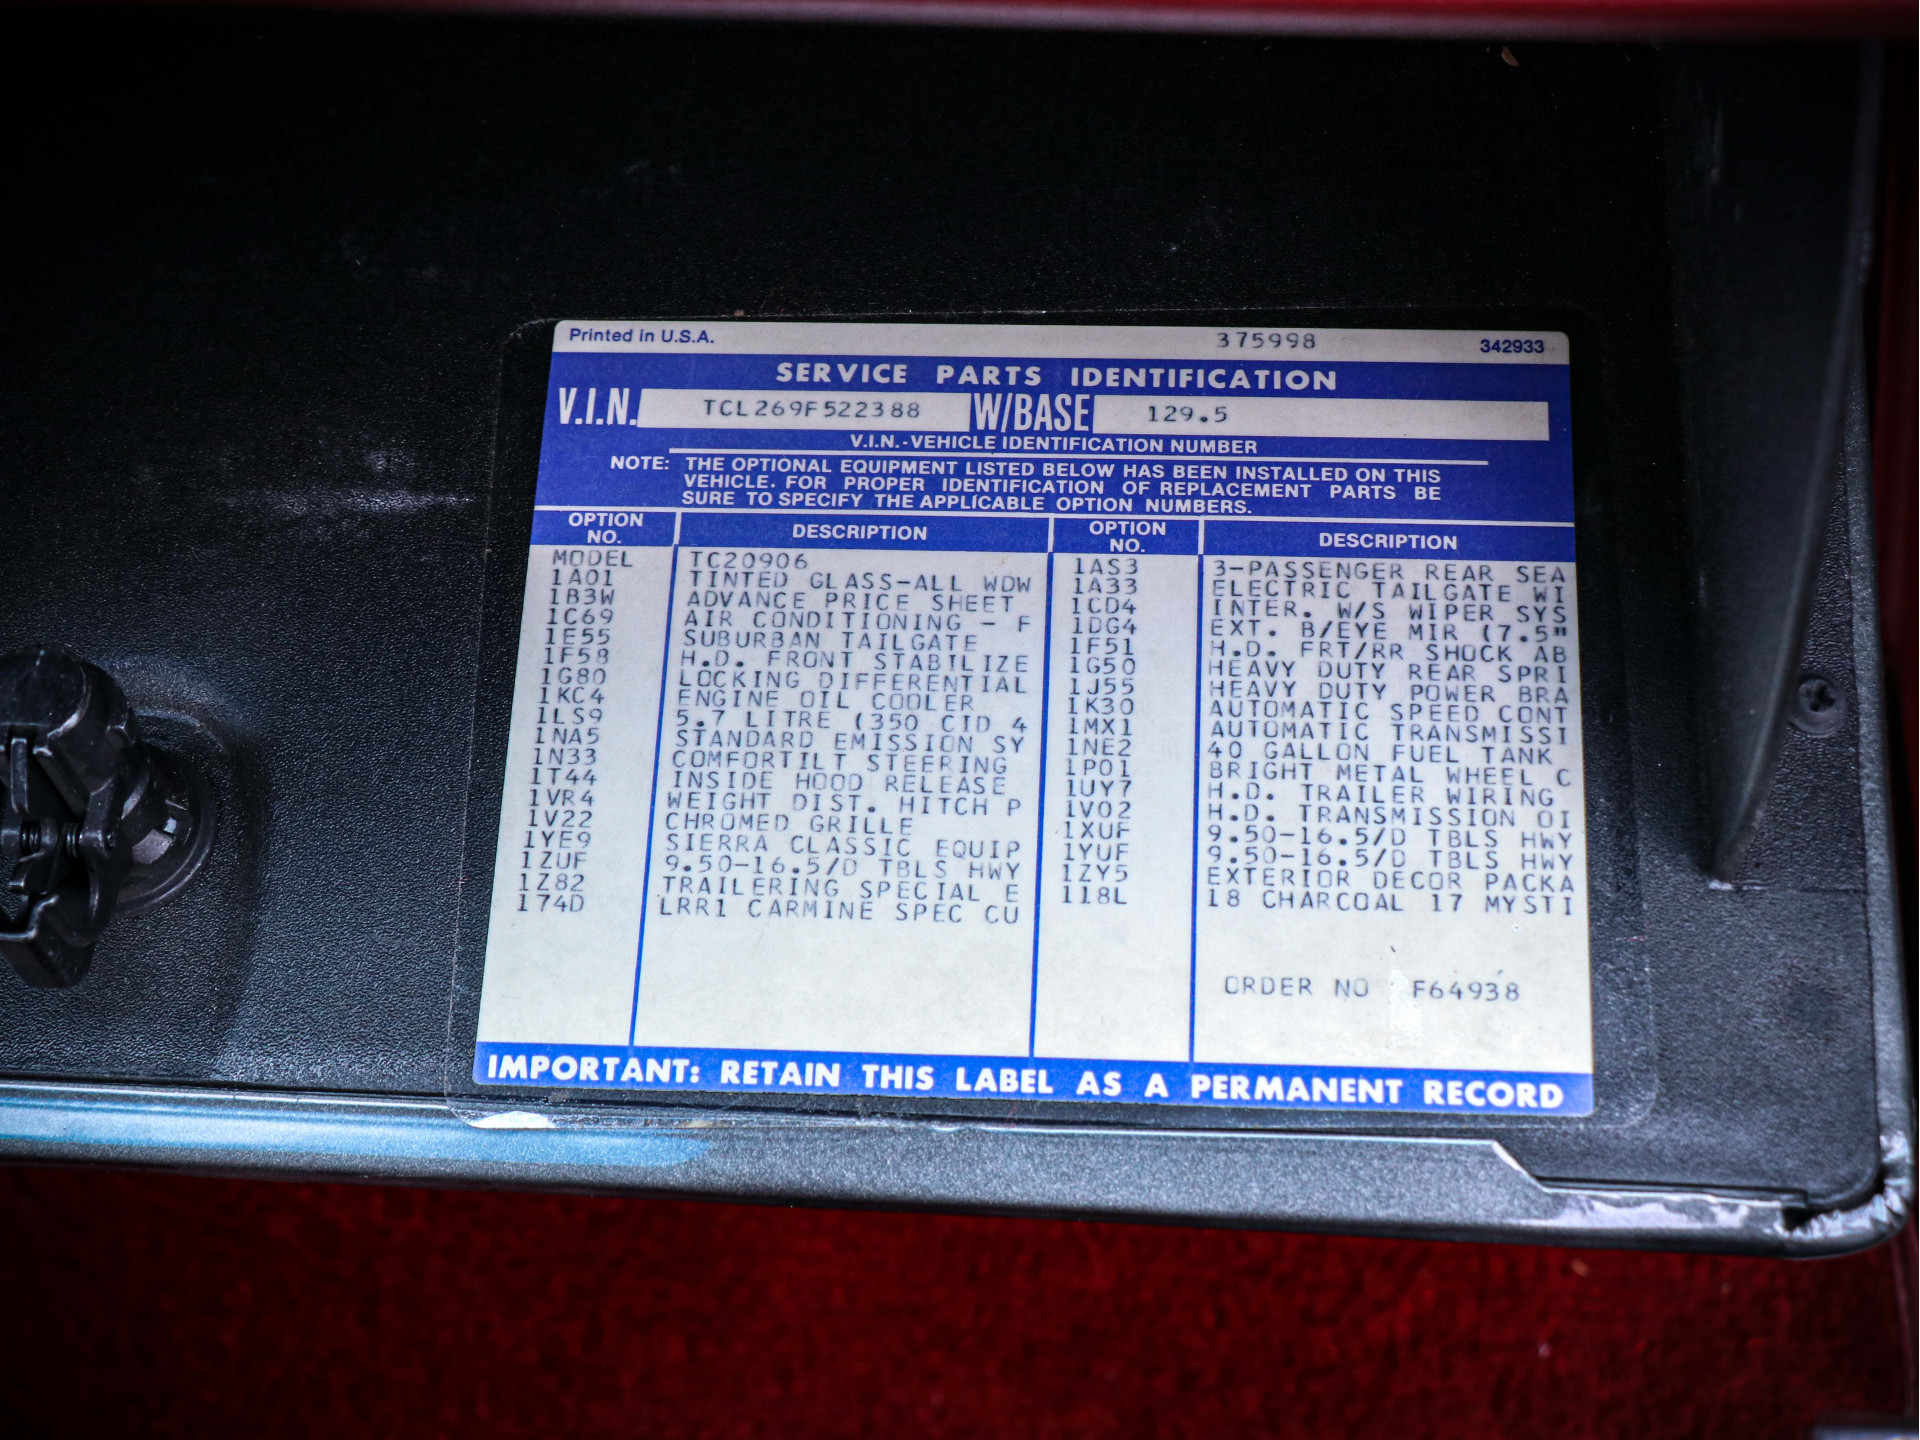 Printed in U.S.A. 375998 342933
SERVICE PARTS IDENTIFICATION
V.I.N. TCL269F522388 W/BASE 129.5
V.I.N.-VEHICLE IDENTIFICATION NUMBER
NOTE: THE OPTIONAL EQUIPMENT LISTED BELOW HAS BEEN INSTALLED ON THIS
VEHICLE. FOR PROPER IDENTIFICATION OF REPLACEMENT PARTS BE
SURE TO SPECIFY THE APPLICABLE OPTION NUMBERS.
OPTION NO. DESCRIPTION OPTION NO. DESCRIPTION
MODEL TC20906 1AS3 3-PASSENGER REAR SEA
1A01 TINTED GLASS-ALL WDW 1A33 ELECTRIC TAILGATE WI
1B3W ADVANCE PRICE SHEET 1CD4 INTER. W/S WIPER SYS
1C69 AIR CONDITIONING - F 1DG4 EXT. B/EYE MIR (7.5"
1E55 SUBURBAN TAILGATE 1F51 H.D. FRT/RR SHOCK AB
1F58 H.D. FRONT STABILIZE 1G50 HEAVY DUTY REAR SPRI
1G80 LOCKING DIFFERENTIAL 1J55 HEAVY DUTY POWER BRA
1KC4 ENGINE OIL COOLER 1K30 AUTOMATIC SPEED CONT
1LS9 5.7 LITRE (350 CID 4 1MX1 AUTOMATIC TRANSMISSI
1NA5 STANDARD EMISSION SY 1NE2 40 GALLON FUEL TANK
1N33 COMFORTILT STEERING 1P01 BRIGHT METAL WHEEL C
1T44 INSIDE HOOD RELEASE 1UY7 H.D. TRAILER WIRING
1VR4 WEIGHT DIST. HITCH P 1V02 H.D. TRANSMISSION OI
1V22 CHROMED GRILLE 1XUF 9.50-16.5/D TBLS HWY
1YE9 SIERRA CLASSIC EQUIP 1YUF 9.50-16.5/D TBLS HWY
1ZUF 9.50-16.5/D TBLS HWY 1ZY5 EXTERIOR DECOR PACKA
1Z82 TRAILERING SPECIAL E 118L 18 CHARCOAL 17 MYSTI
174D LRR1 CARMINE SPEC CU
ORDER NO F64938
IMPORTANT: RETAIN THIS LABEL AS A PERMANENT RECORD